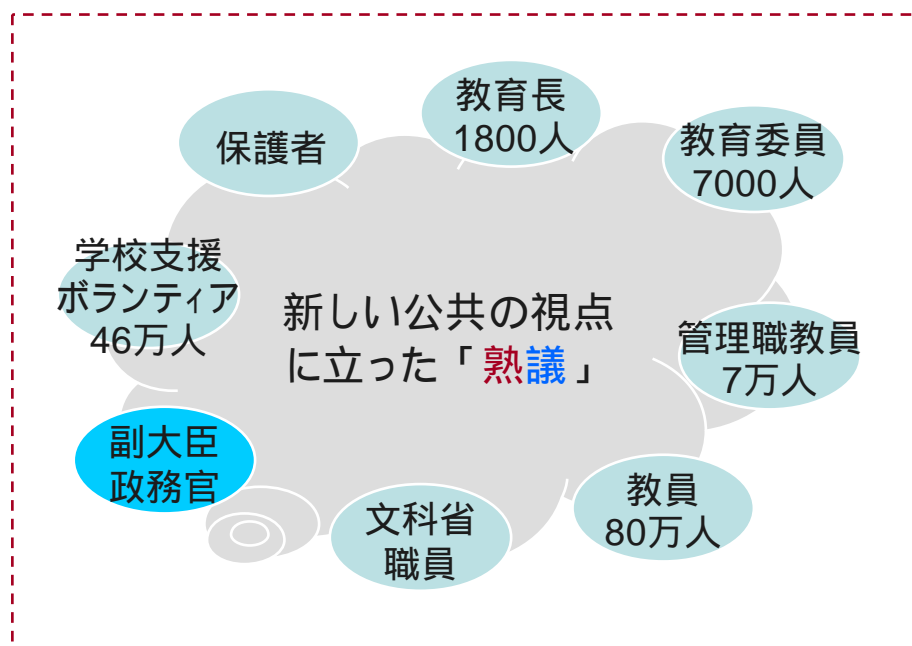 保護者
教育長
1800人
教育委員
7000人
学校支援
ボランティア
46万人
新しい公共の視点
に立った「熟議」
管理職教員
7万人
副大臣
政務官
文科省
職員
教員
80万人